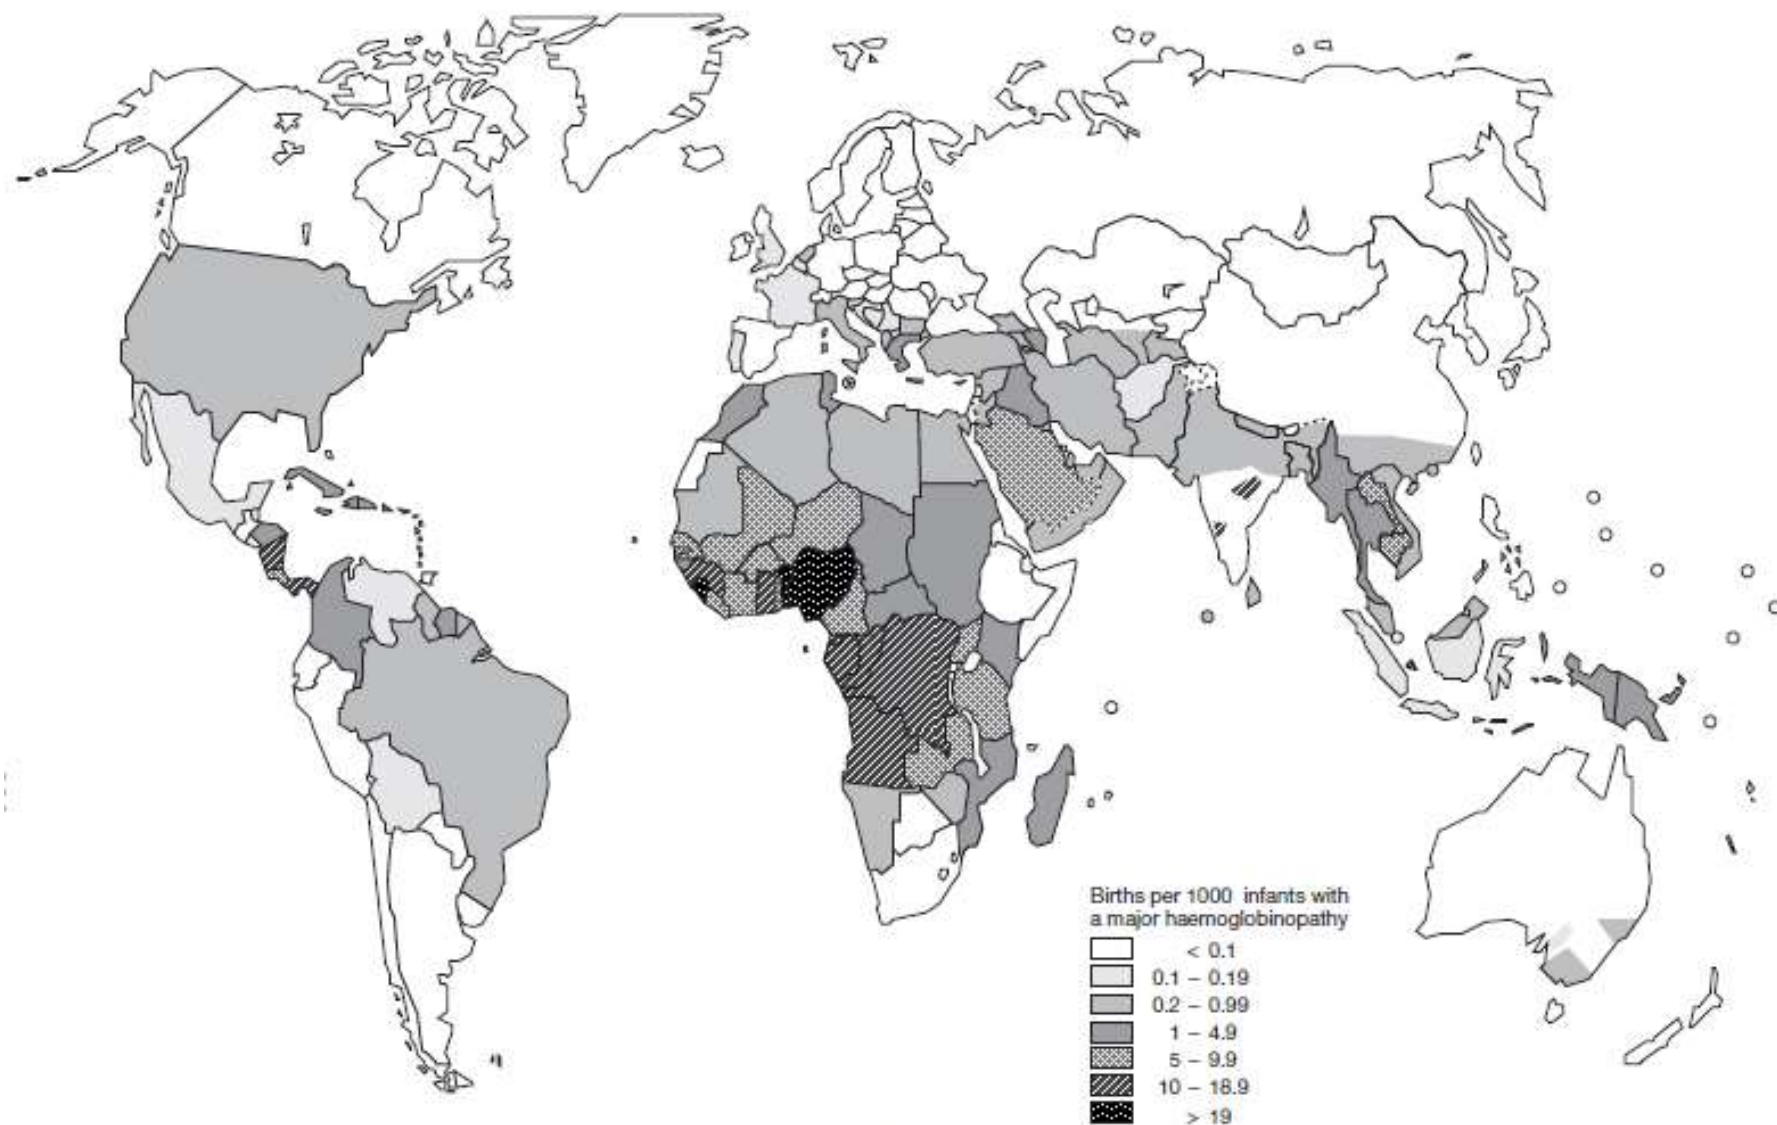 Births per 1000 infants with
a major haemoglobinopathy
< 0.1
0.1 – 0.19
0.2 – 0.99
1 – 4.9
5 – 9.9
10 – 18.9
> 19